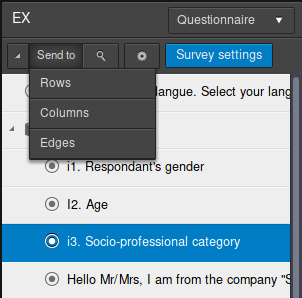 EX
Questionnaire
Send to
Survey settings
Rows
langue. Select your lang
Columns
Edges
i1. Respondant's gender
I2. Age
i3. Socio-professional category
Hello Mr/Mrs, I am from the company "S